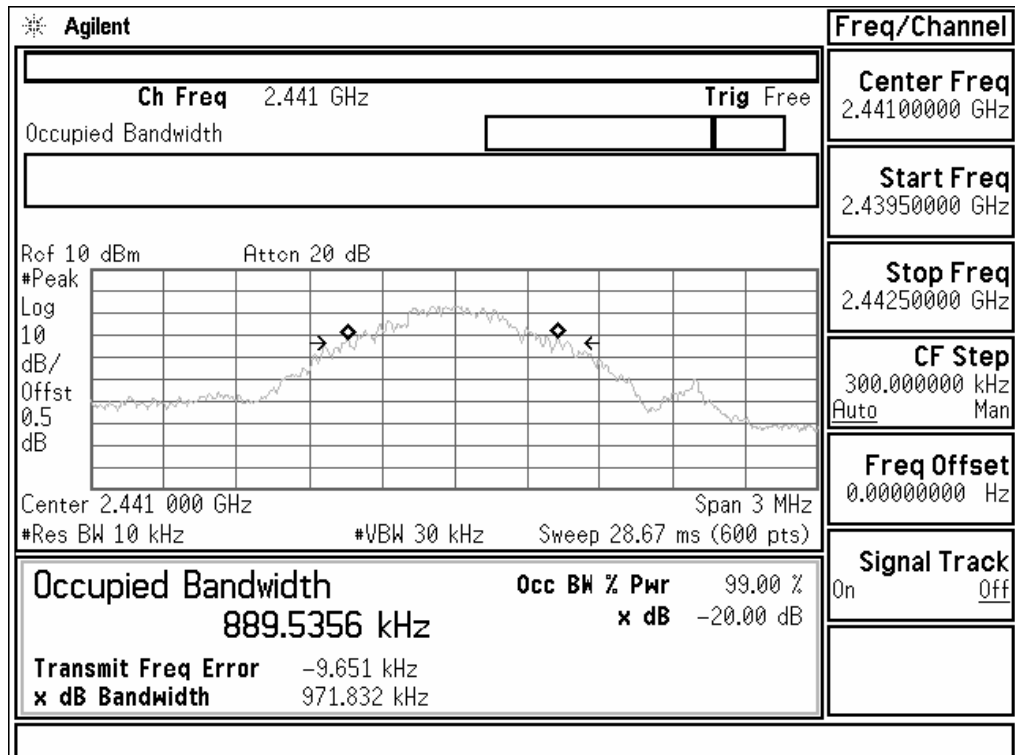 Agilent
Freq/Channel
Ch Freq 2.441 GHz Trig Free
Occupied Bandwidth
Center Freq
2.44100000 GHz
Start Freq
2.43950000 GHz
Stop Freq
2.44250000 GHz
CF Step
300.000000 kHz
Auto Man
Freq Offset
0.00000000 Hz
Signal Track
On Off
Ref 10 dBm Atten 20 dB
#Peak
Log
10
dB/
Offst
0.5
dB
Center 2.441 000 GHz Span 3 MHz
#Res BW 10 kHz #VBW 30 kHz Sweep 28.67 ms (600 pts)
Occupied Bandwidth
889.5356 kHz
Occ BW % Pwr 99.00 %
x dB -20.00 dB
Transmit Freq Error -9.651 kHz
x dB Bandwidth 971.832 kHz